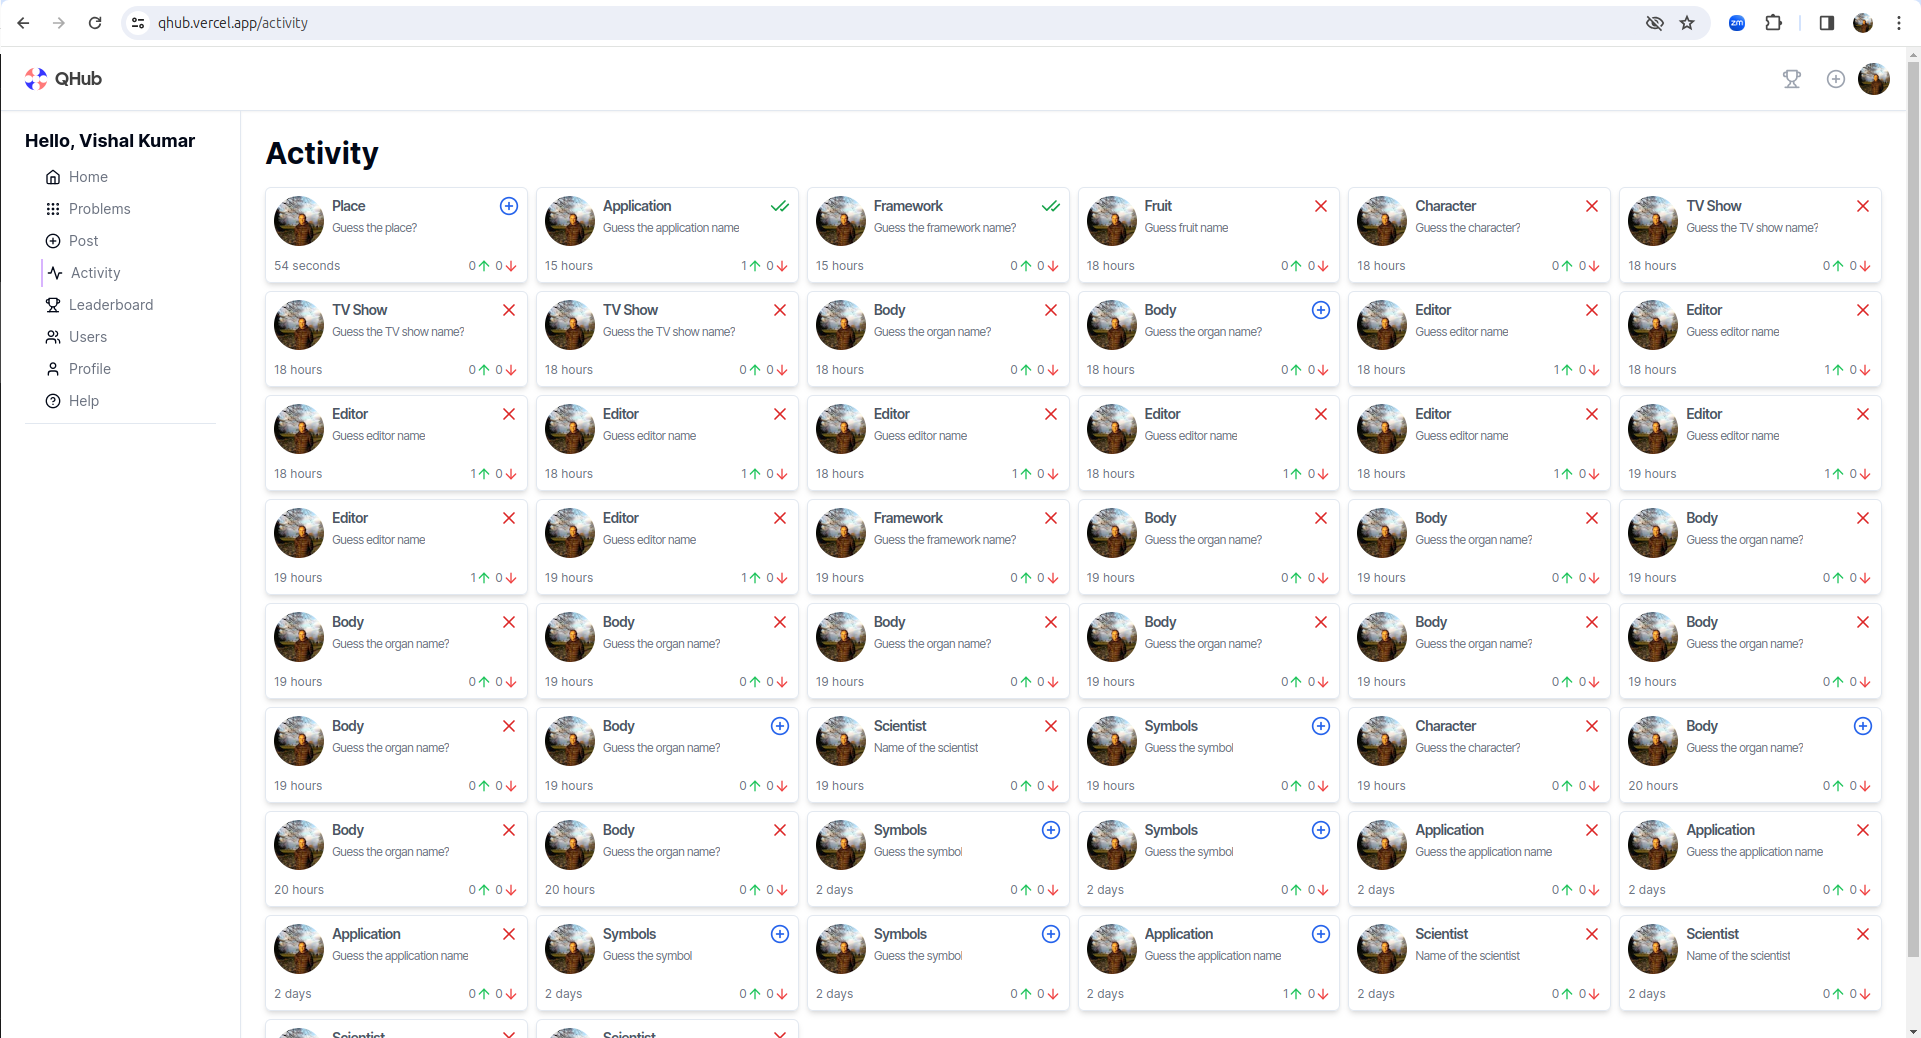 qhub.vercel.app/activity
zm
QHub
Hello, Vishal Kumar
Home
Problems
Post
Activity
Leaderboard
Users
Profile
Help
Activity
Place
Guess the place?
54 seconds 0 0
Application
Guess the application name
15 hours 1 0
Framework
Guess the framework name?
15 hours 0 0
Fruit
Guess fruit name
18 hours 0 0
Character
Guess the character?
18 hours 0 0
TV Show
Guess the TV show name?
18 hours 0 0
TV Show
Guess the TV show name?
18 hours 0 0
TV Show
Guess the TV show name?
18 hours 0 0
Body
Guess the organ name?
18 hours 0 0
Body
Guess the organ name?
18 hours 0 0
Editor
Guess editor name
18 hours 1 0
Editor
Guess editor name
18 hours 1 0
Editor
Guess editor name
18 hours 1 0
Editor
Guess editor name
18 hours 1 0
Editor
Guess editor name
18 hours 1 0
Editor
Guess editor name
18 hours 1 0
Editor
Guess editor name
18 hours 1 0
Editor
Guess editor name
19 hours 1 0
Editor
Guess editor name
19 hours 1 0
Editor
Guess editor name
19 hours 1 0
Framework
Guess the framework name?
19 hours 0 0
Body
Guess the organ name?
19 hours 0 0
Body
Guess the organ name?
19 hours 0 0
Body
Guess the organ name?
19 hours 0 0
Body
Guess the organ name?
19 hours 0 0
Body
Guess the organ name?
19 hours 0 0
Body
Guess the organ name?
19 hours 0 0
Body
Guess the organ name?
19 hours 0 0
Body
Guess the organ name?
19 hours 0 0
Body
Guess the organ name?
19 hours 0 0
Body
Guess the organ name?
19 hours 0 0
Body
Guess the organ name?
19 hours 0 0
Scientist
Name of the scientist
19 hours 0 0
Symbols
Guess the symbol
19 hours 0 0
Character
Guess the character?
19 hours 0 0
Body
Guess the organ name?
20 hours 0 0
Body
Guess the organ name?
20 hours 0 0
Body
Guess the organ name?
20 hours 0 0
Symbols
Guess the symbol
2 days 0 0
Symbols
Guess the symbol
2 days 0 0
Application
Guess the application name
2 days 0 0
Application
Guess the application name
2 days 0 0
Application
Guess the application name
2 days 0 0
Symbols
Guess the symbol
2 days 0 0
Symbols
Guess the symbol
2 days 0 0
Application
Guess the application name
2 days 1 0
Scientist
Name of the scientist
2 days 0 0
Scientist
Name of the scientist
2 days 0 0
Scientist
Scientist